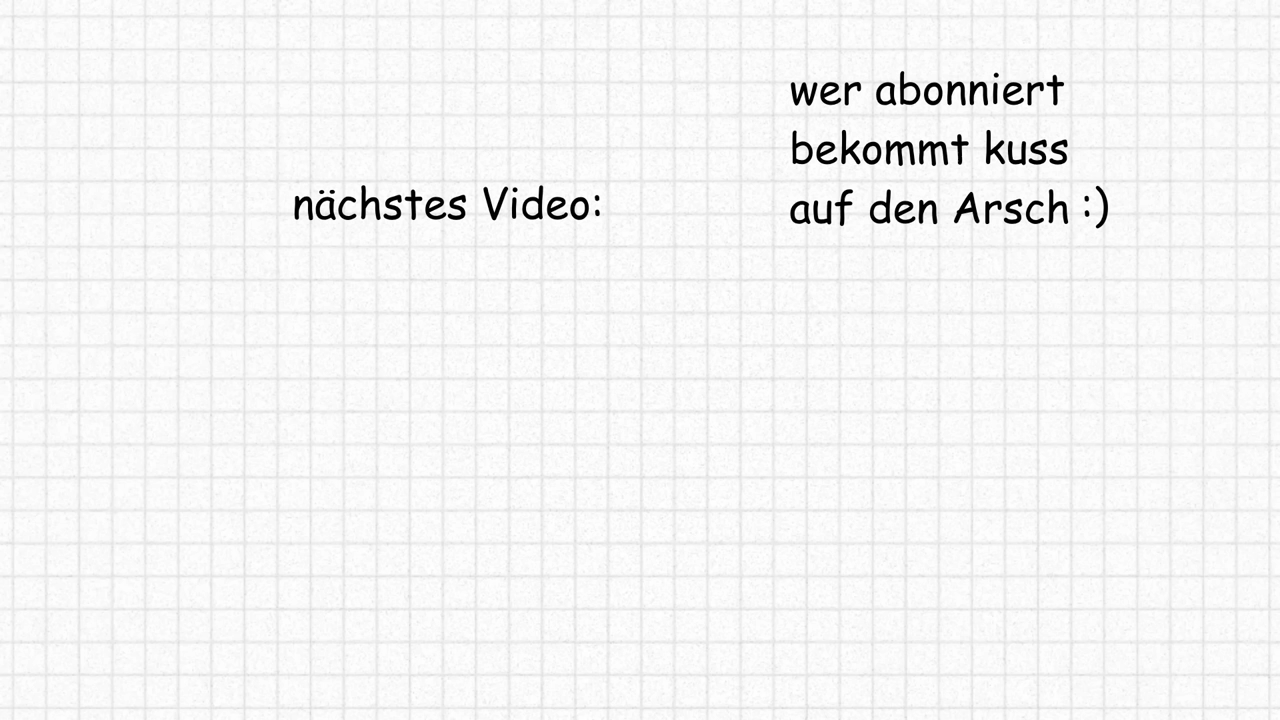 nächstes Video:
wer abonniert
bekommt kuss
auf den Arsch :)